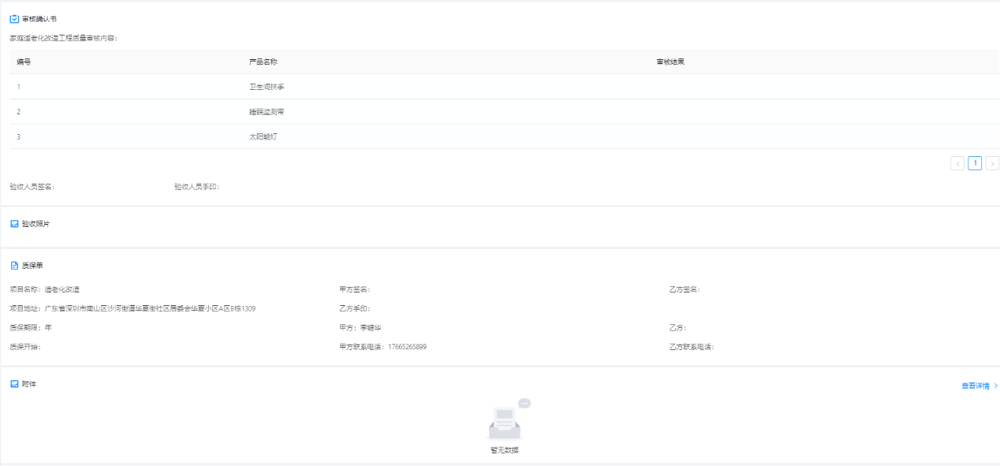 审核确认书
家庭适老化改造工程质量审核内容：
编号 产品名称 审核结果
1 卫生间扶手
2 睡眠监测带
3 太阳能灯
1
验收人员签名： 验收人员手印：
验收照片
质保单
项目名称：适老化改造 甲方签名： 乙方签名：
项目地址：广东省深圳市南山区沙河街道华夏街社区居委会华夏小区A区B栋1309 乙方手印：
质保期限：年 甲方：李键华 乙方：
质保开始： 甲方联系电话：17665265899 乙方联系电话：
附件 查看详情
暂无数据